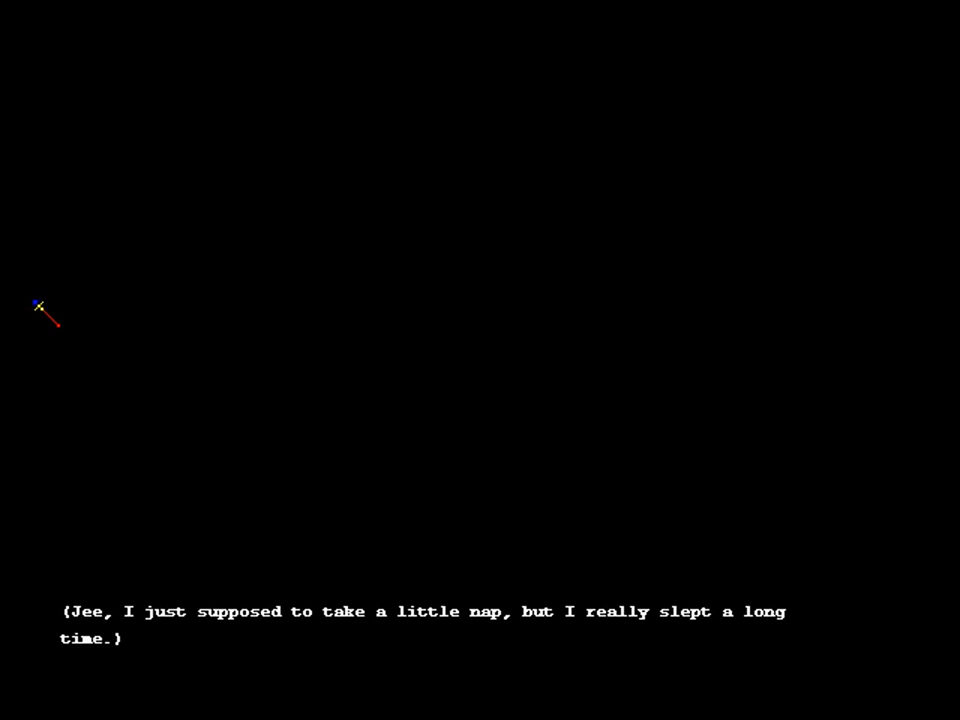 (Jee, I just supposed to take a little nap, but I really slept a long
time.)